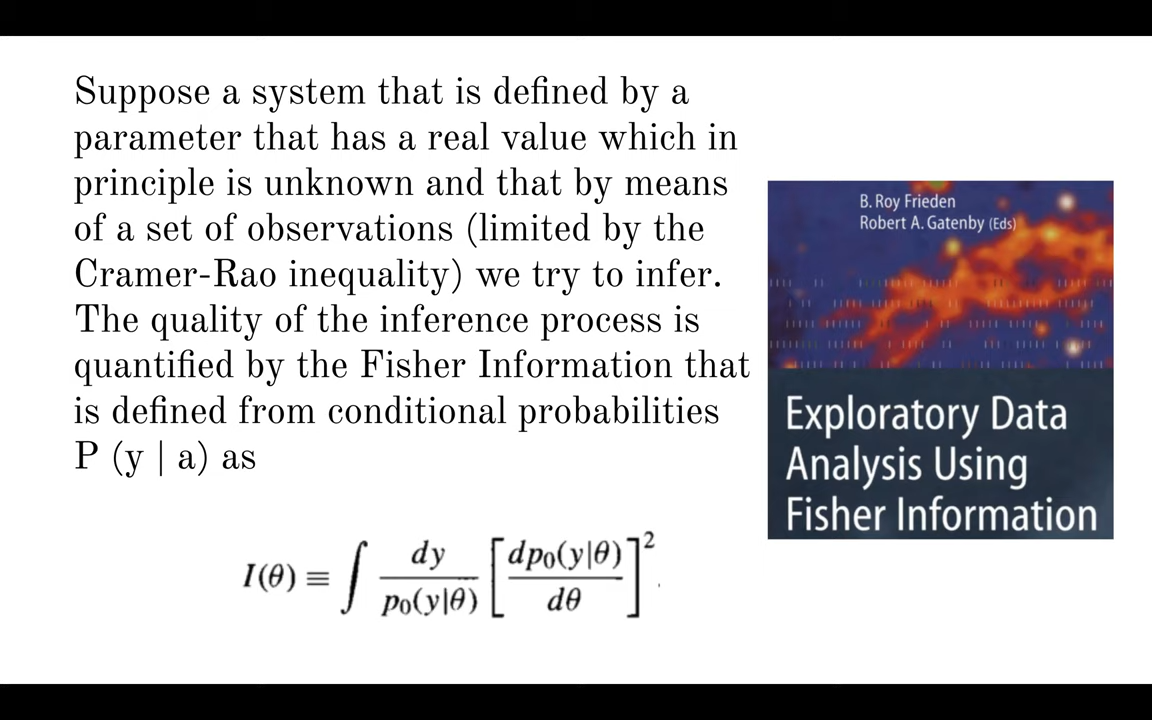 Suppose a system that is defined by a
parameter that has a real value which in
principle is unknown and that by means
of a set of observations (limited by the
Cramer-Rao inequality) we try to infer.
The quality of the inference process is
quantified by the Fisher Information that
is defined from conditional probabilities
P (y | a) as
I(θ) ≡ ∫ dy / p₀(y|θ) [dp₀(y|θ) / dθ]².
B. Roy Frieden
Robert A. Gatenby (Eds)
Exploratory Data
Analysis Using
Fisher Information